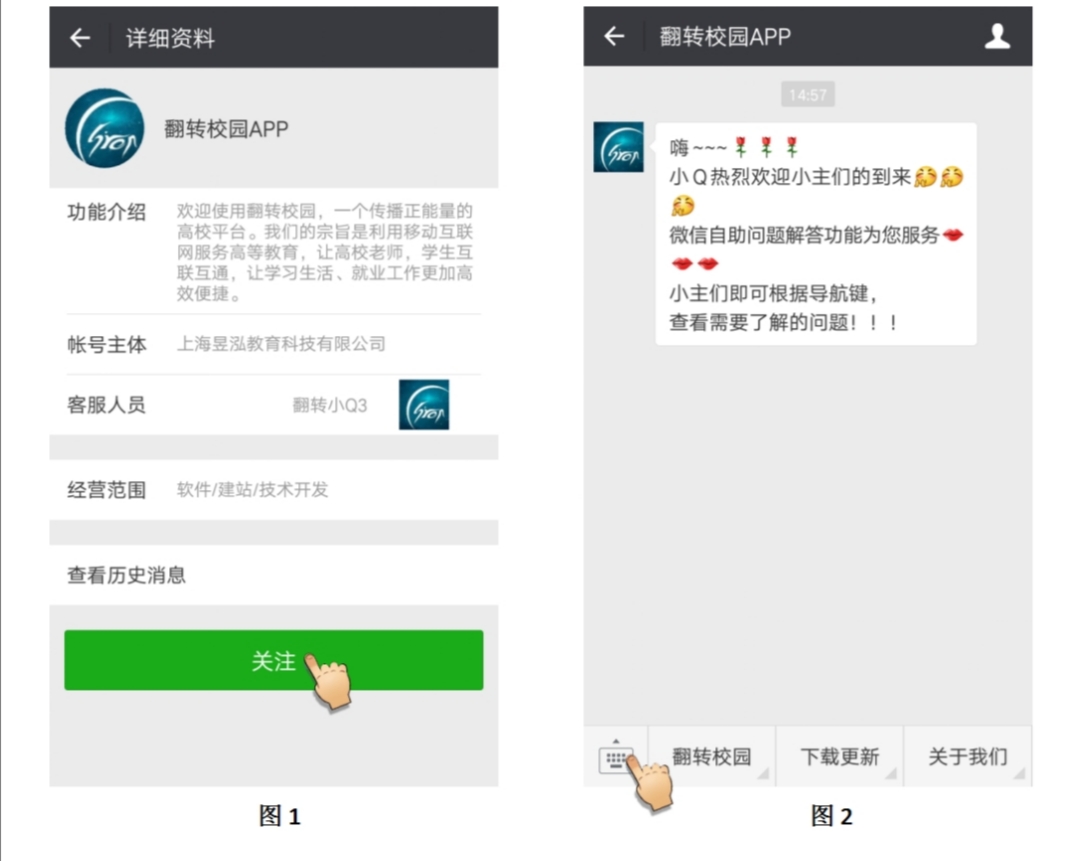 详细资料
翻转校园APP
功能介绍
欢迎使用翻转校园，一个传播正能量的
高校平台。我们的宗旨是利用移动互联
网服务高等教育，让高校老师，学生互
联互通，让学习生活、就业工作更加高
效便捷。
帐号主体 上海昱泓教育科技有限公司
客服人员 翻转小Q3
经营范围 软件/建站/技术开发
查看历史消息
关注
图 1
翻转校园APP
14:57
嗨~~~
小Q热烈欢迎小主们的到来
微信自助问题解答功能为您服务
小主们即可根据导航键，
查看需要了解的问题！！！
翻转校园 下载更新 关于我们
图 2